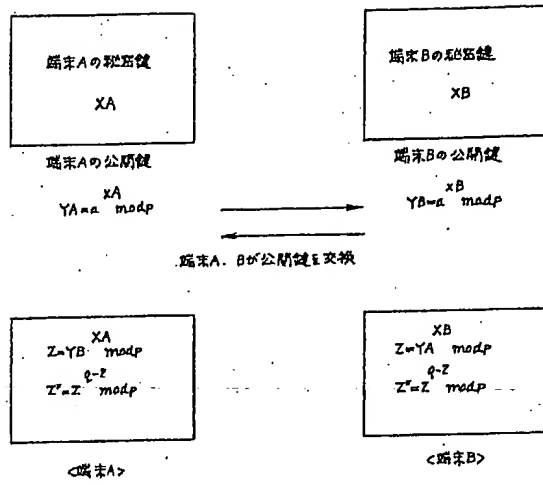 端末Aの秘密鍵
XA
端末Aの公開鍵
XA
YA=a modp
端末Bの秘密鍵
XB
端末Bの公開鍵
XB
YB=a modp
端末A.Bが公開鍵を交換
XA
Z=YB modp
q-2
Z"=Z modp
<端末A>
XB
Z=YA modp
q-2
Z"=Z modp
<端末B>